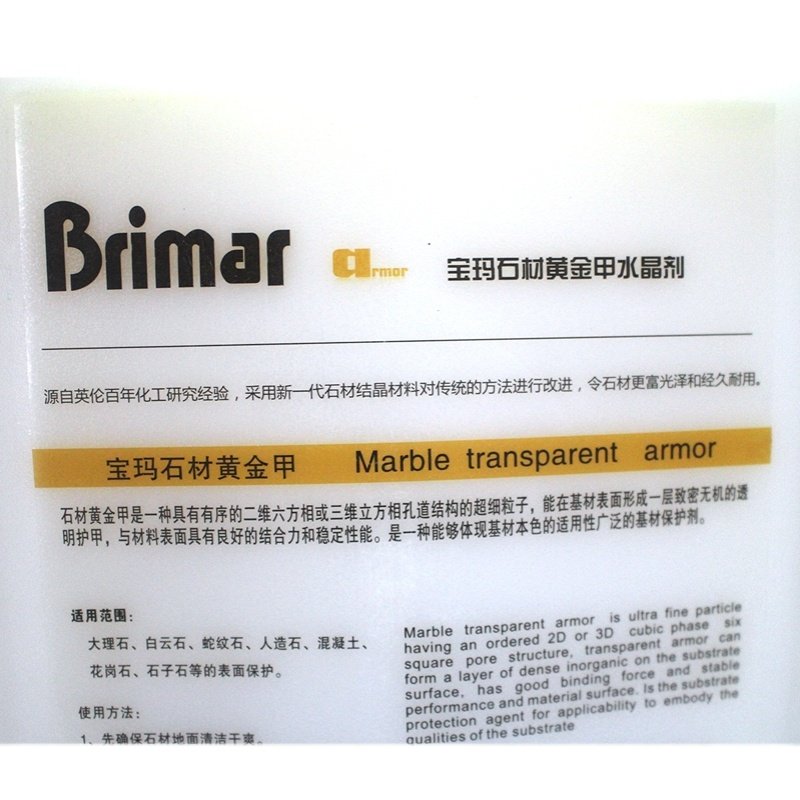 Brimar armor 宝玛石材黄金甲水晶剂
源自英伦百年化工研究经验，采用新一代石材结晶材料对传统的方法进行改进，令石材更富光泽和经久耐用。
宝玛石材黄金甲 Marble transparent armor
石材黄金甲是一种具有有序的二维六方相或三维立方相孔道结构的超细粒子，能在基材表面形成一层致密无机的透
明护甲，与材料表面具有良好的结合力和稳定性能。是一种能够体现基材本色的适用性广泛的基材保护剂。
适用范围：
大理石、白云石、蛇纹石、人造石、混凝土、
花岗石、石子石等的表面保护。
使用方法：
1、先确保石材地面清洁干爽。
Marble transparent armor is ultra fine particle
having an ordered 2D or 3D cubic phase six
square pore structure, transparent armor can
form a layer of dense inorganic on the substrate
surface, has good binding force and stable
performance and material surface. Is the substrate
protection agent for applicability to embody the
qualities of the substrate